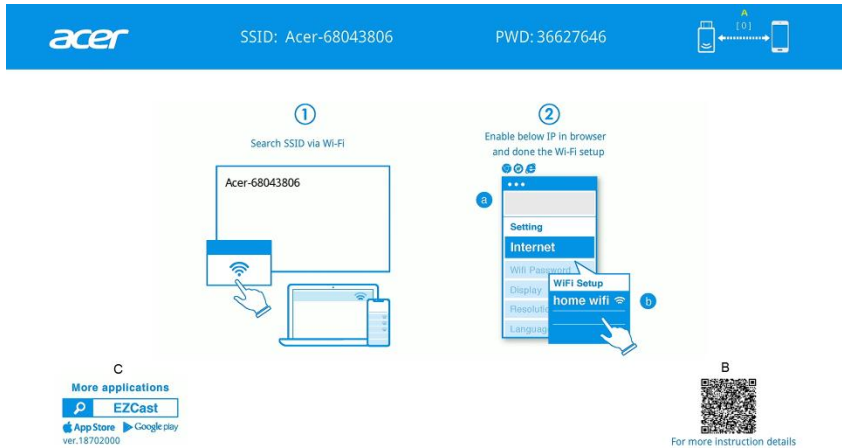 acer
SSID: Acer-68043806
PWD: 36627646
A
[0]
1
Search SSID via Wi-Fi
Acer-68043806
2
Enable below IP in browser
and done the Wi-Fi setup
a
Setting
Internet
Wifi Password
Display
WiFi Setup
home wifi
b
C
More applications
EZCast
App Store Google play
ver.18702000
B
For more instruction details